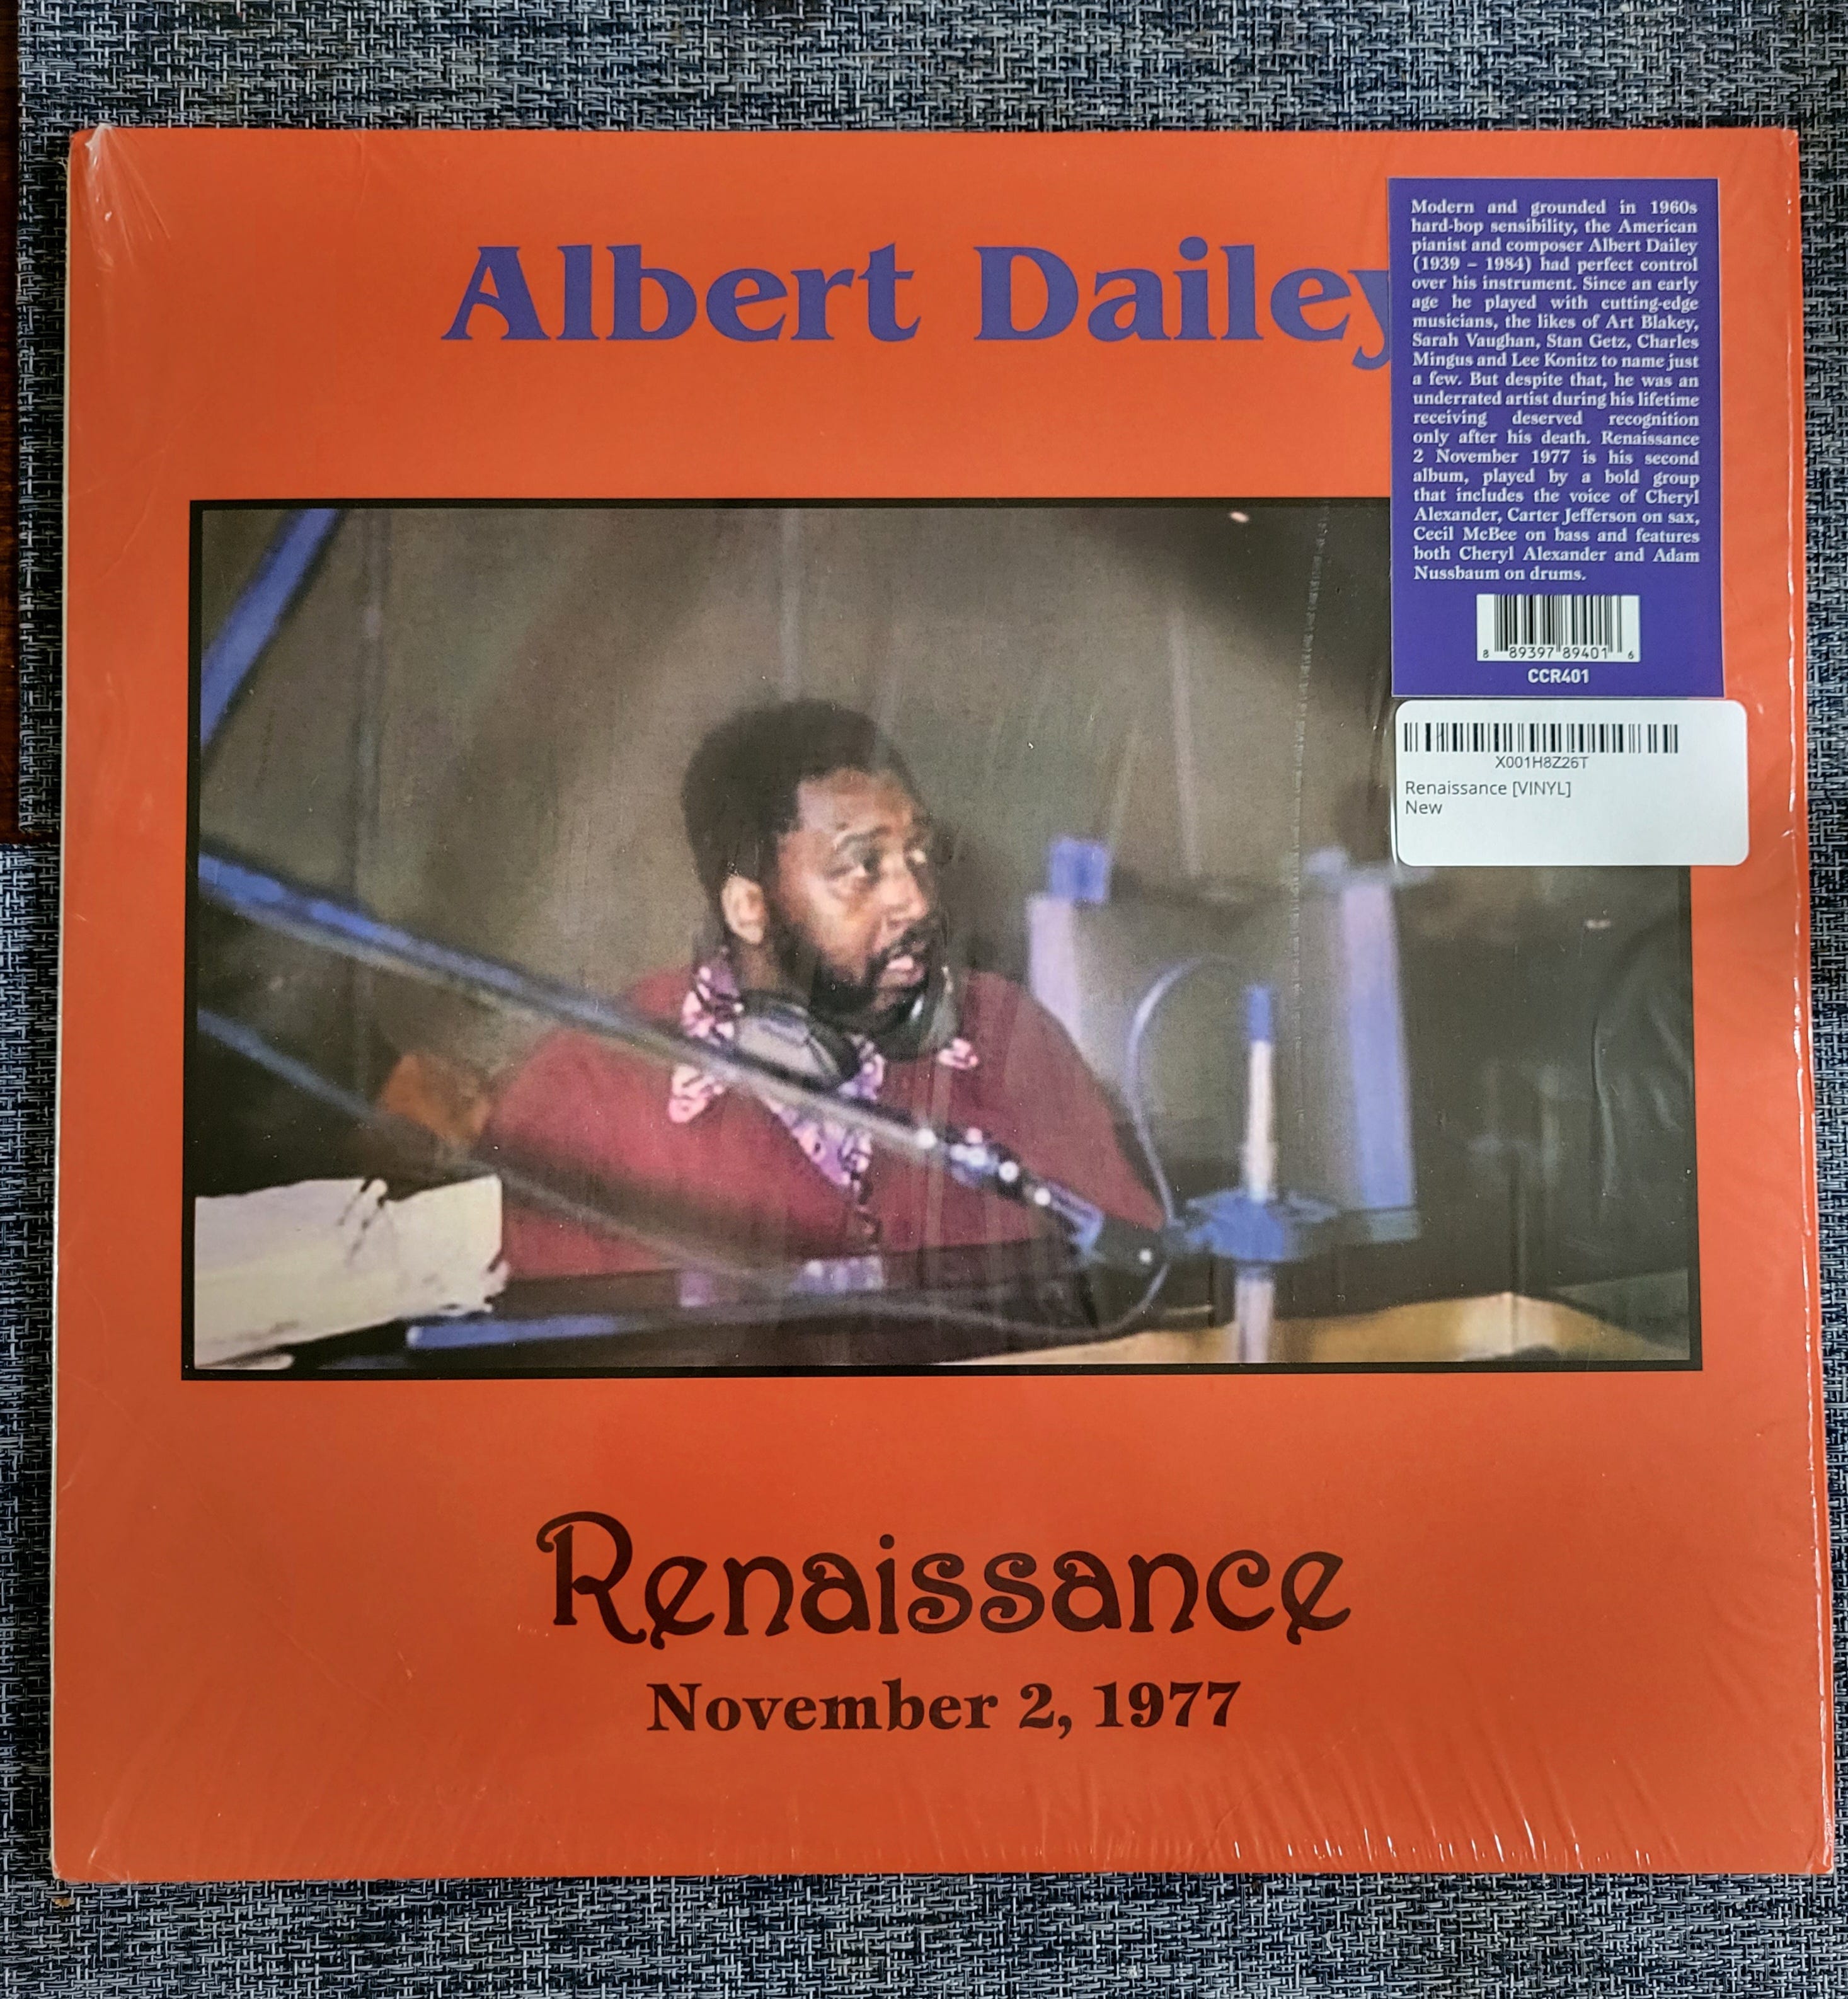 Albert Dailey
Modern and grounded in 1960s
hard-bop sensibility, the American
pianist and composer Albert Dailey
(1939 – 1984) had perfect control
over his instrument. Since an early
age he played with cutting-edge
musicians, the likes of Art Blakey,
Sarah Vaughan, Stan Getz, Charles
Mingus and Lee Konitz to name just
a few. But despite that, he was an
underrated artist during his lifetime
receiving deserved recognition
only after his death. Renaissance
2 November 1977 is his second
album, played by a bold group
that includes the voice of Cheryl
Alexander, Carter Jefferson on sax,
Cecil McBee on bass and features
both Cheryl Alexander and Adam
Nussbaum on drums.
8 89397 89401 6
CCR401
X001H8Z26T
Renaissance [VINYL]
New
Renaissance
November 2, 1977